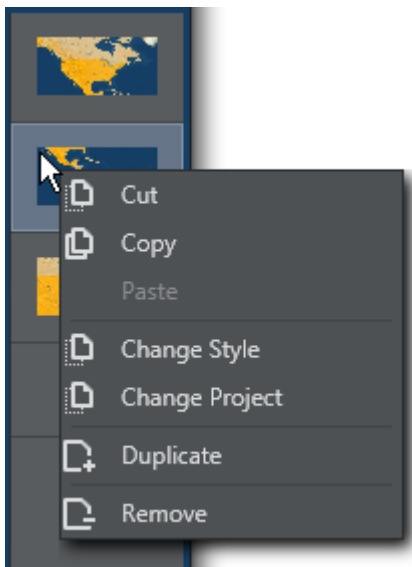 Cut
Copy
Paste
Change Style
Change Project
Duplicate
Remove